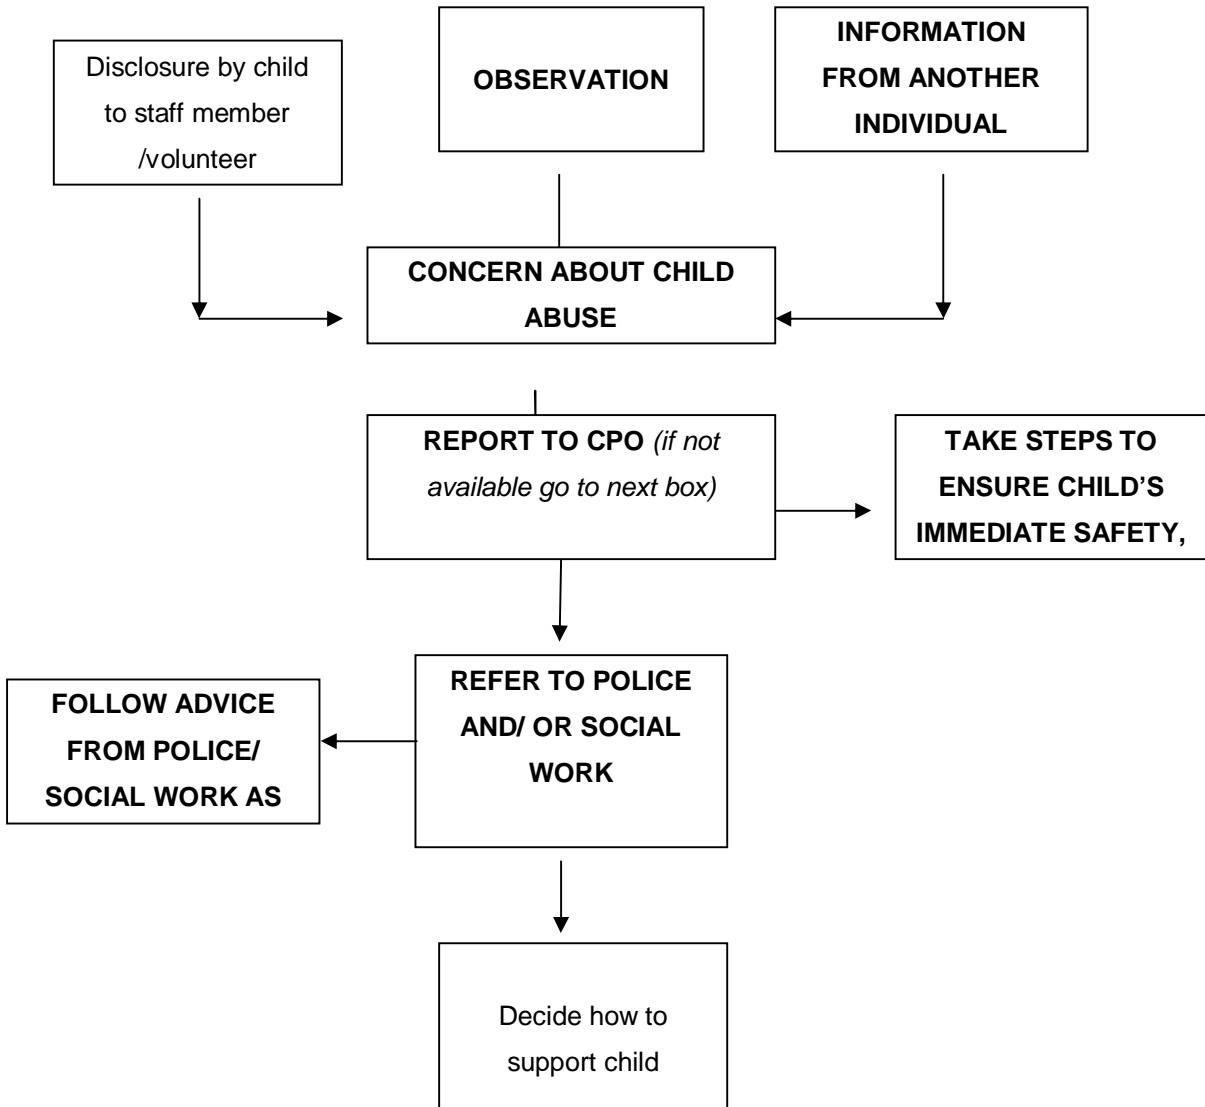 Disclosure by child
to staff member
/volunteer
OBSERVATION
INFORMATION
FROM ANOTHER
INDIVIDUAL
CONCERN ABOUT CHILD
ABUSE
REPORT TO CPO (if not
available go to next box)
TAKE STEPS TO
ENSURE CHILD’S
IMMEDIATE SAFETY,
REFER TO POLICE
AND/ OR SOCIAL
WORK
FOLLOW ADVICE
FROM POLICE/
SOCIAL WORK AS
Decide how to
support child